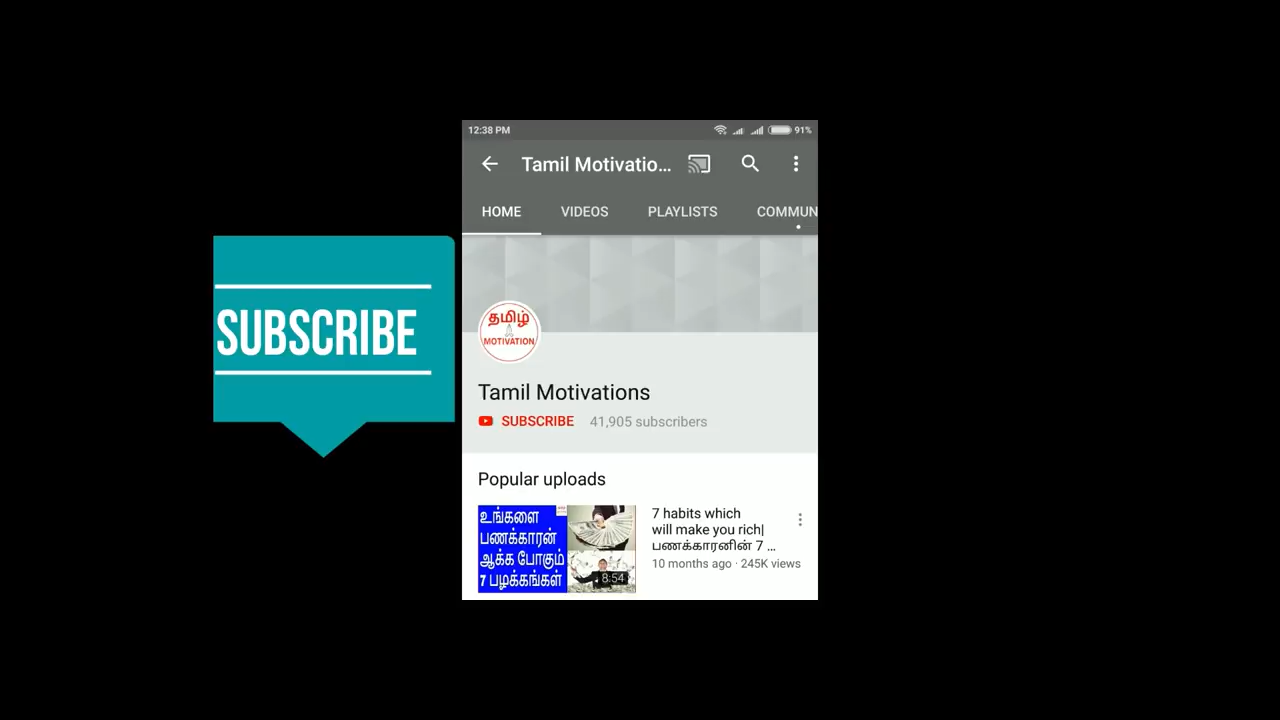 12:38 PM
91%
Tamil Motivatio...
HOME
VIDEOS
PLAYLISTS
COMMUN
SUBSCRIBE
தமிழ்
MOTIVATION
Tamil Motivations
SUBSCRIBE
41,905 subscribers
Popular uploads
உங்களை
பணக்காரன்
ஆக்க போகும்
7 பழக்கங்கள்
8:54
7 habits which
will make you rich|
பணக்காரனின் 7 ...
10 months ago · 245K views